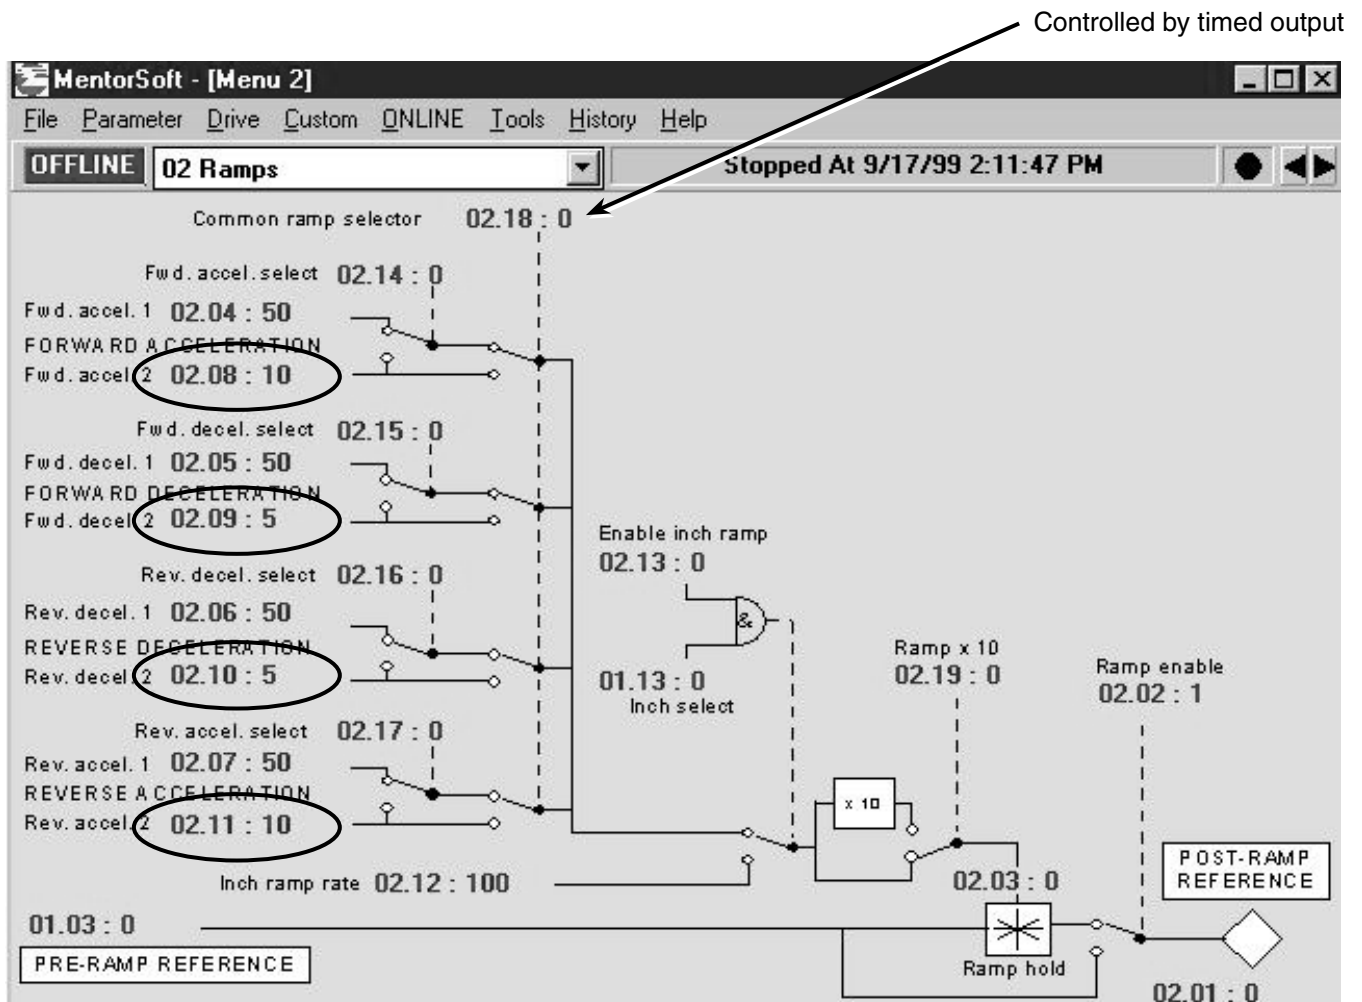 Controlled by timed output
MentorSoft - [Menu 2]
File Parameter Drive Custom ONLINE Tools History Help
OFFLINE 02 Ramps Stopped At 9/17/99 2:11:47 PM
Common ramp selector 02.18 : 0
Fwd. accel. select 02.14 : 0
Fwd. accel. 1 02.04 : 50
FORWARD ACCELERATION
Fwd. accel. 2 02.08 : 10
Fwd. decel. select 02.15 : 0
Fwd. decel. 1 02.05 : 50
FORWARD DECELERATION
Fwd. decel. 2 02.09 : 5
Enable inch ramp
02.13 : 0
Rev. decel. select 02.16 : 0
Rev. decel. 1 02.06 : 50
&
REVERSE DECELERATION
Rev. decel. 2 02.10 : 5
01.13 : 0
Inch select
Ramp x 10
02.19 : 0
Ramp enable
02.02 : 1
Rev. accel. select 02.17 : 0
Rev. accel. 1 02.07 : 50
REVERSE ACCELERATION
Rev. accel. 2 02.11 : 10
x 10
Inch ramp rate 02.12 : 100
02.03 : 0
POST-RAMP
REFERENCE
01.03 : 0
PRE-RAMP REFERENCE
Ramp hold
02.01 : 0